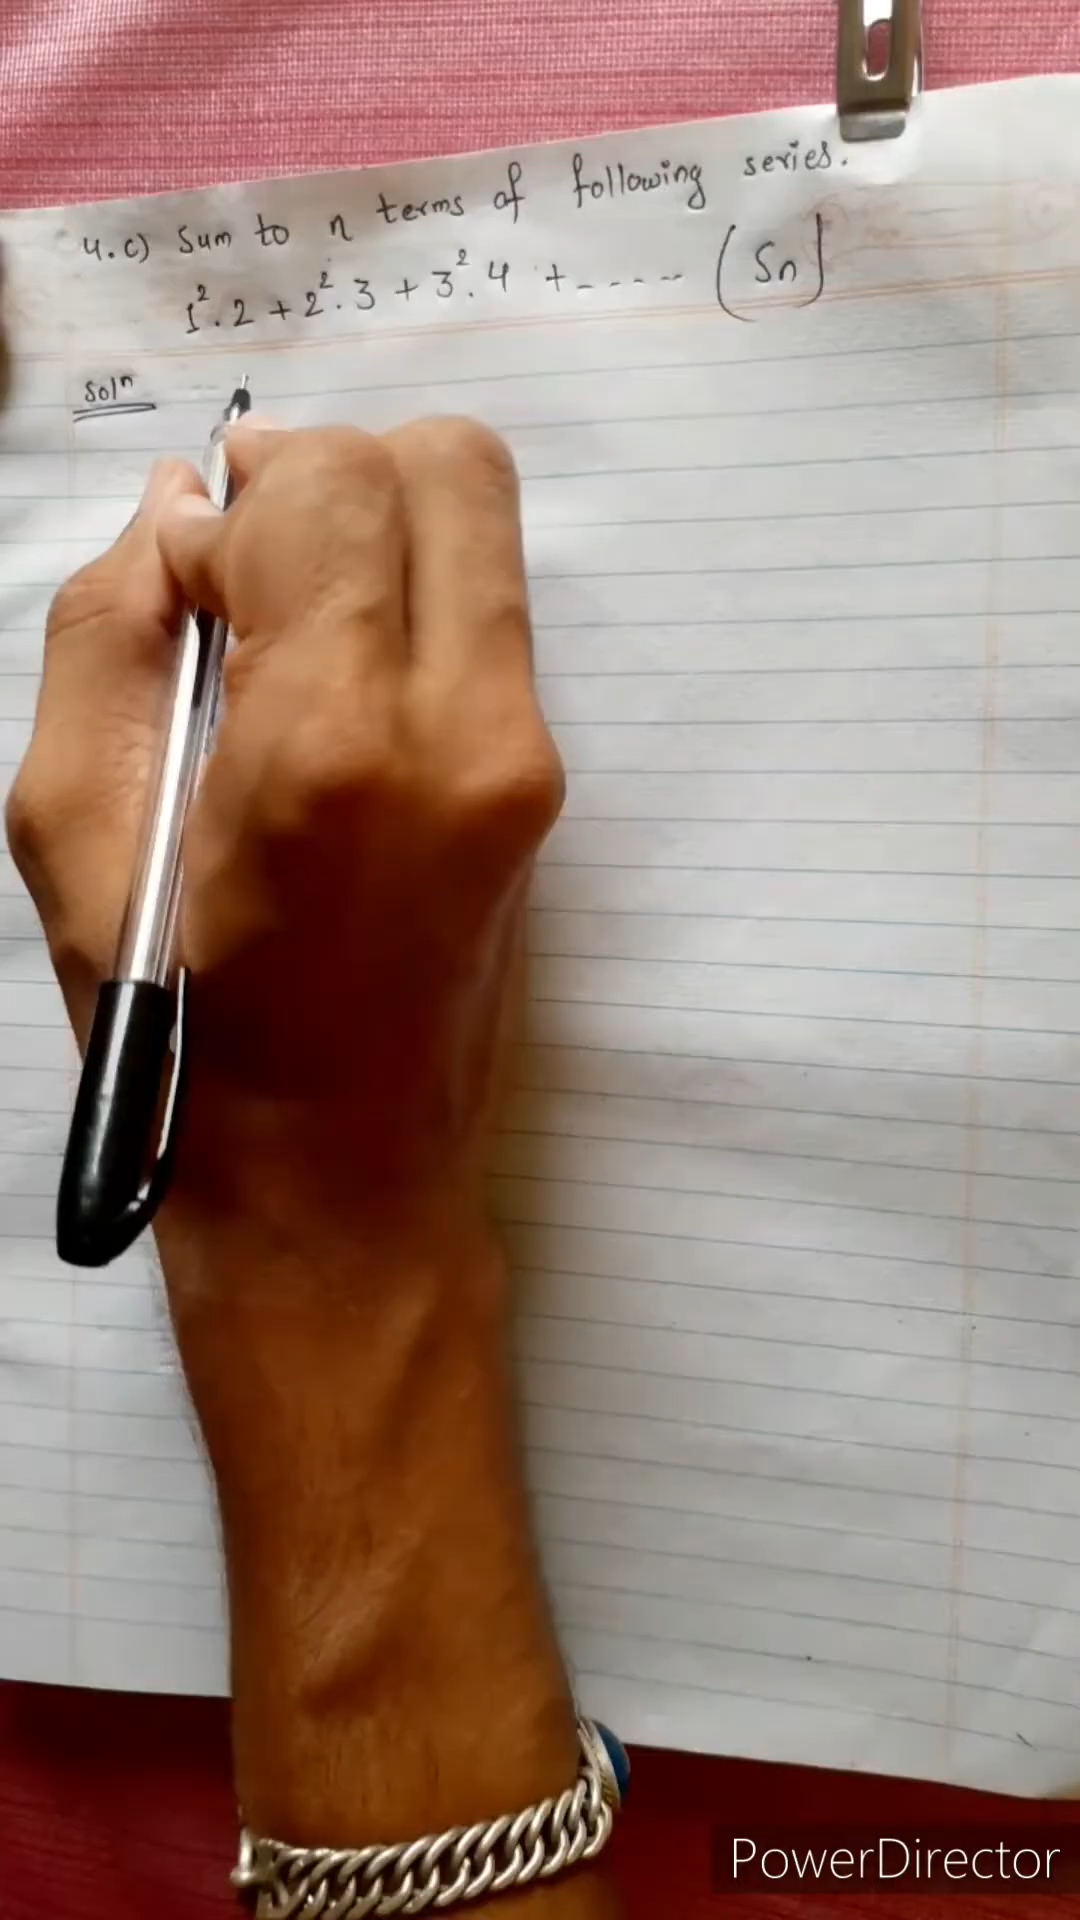 4.c) Sum to n terms of following series.
1².2 + 2².3 + 3².4 + ----- (Sn)
Solⁿ
PowerDirector